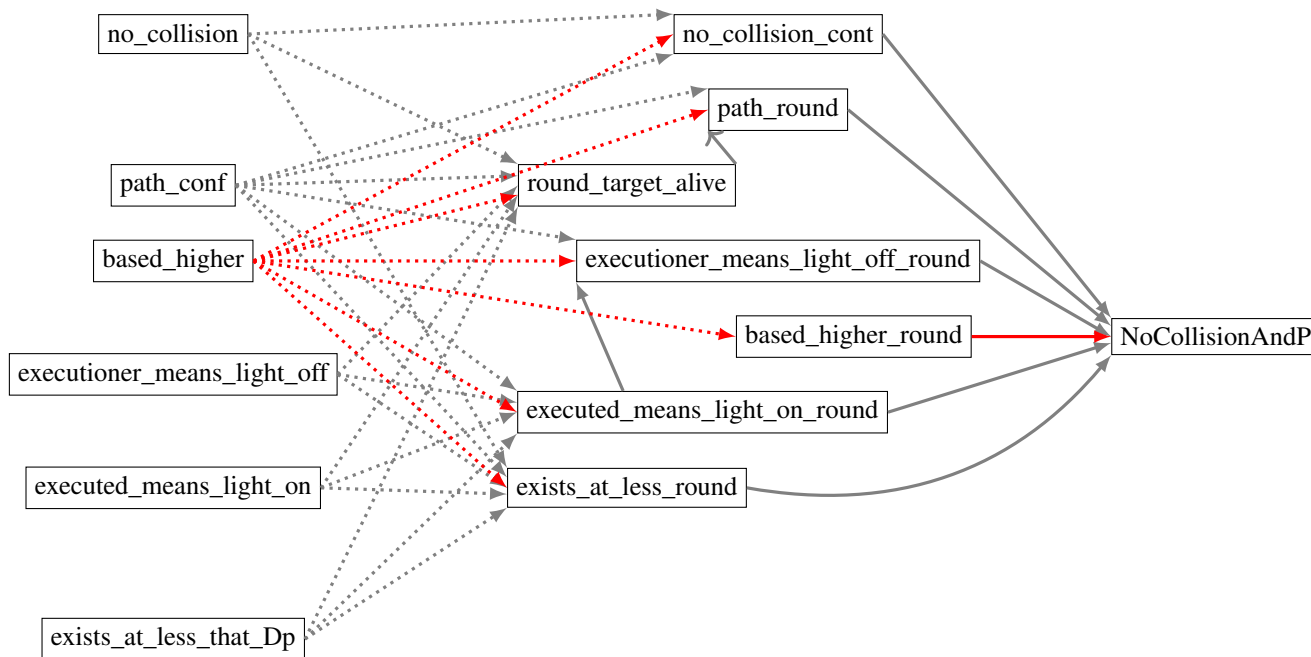 no_collision
no_collision_cont
path_round
path_conf
round_target_alive
based_higher
executioner_means_light_off_round
based_higher_round
NoCollisionAndP
executioner_means_light_off
executed_means_light_on_round
executed_means_light_on
exists_at_less_round
exists_at_less_that_Dp